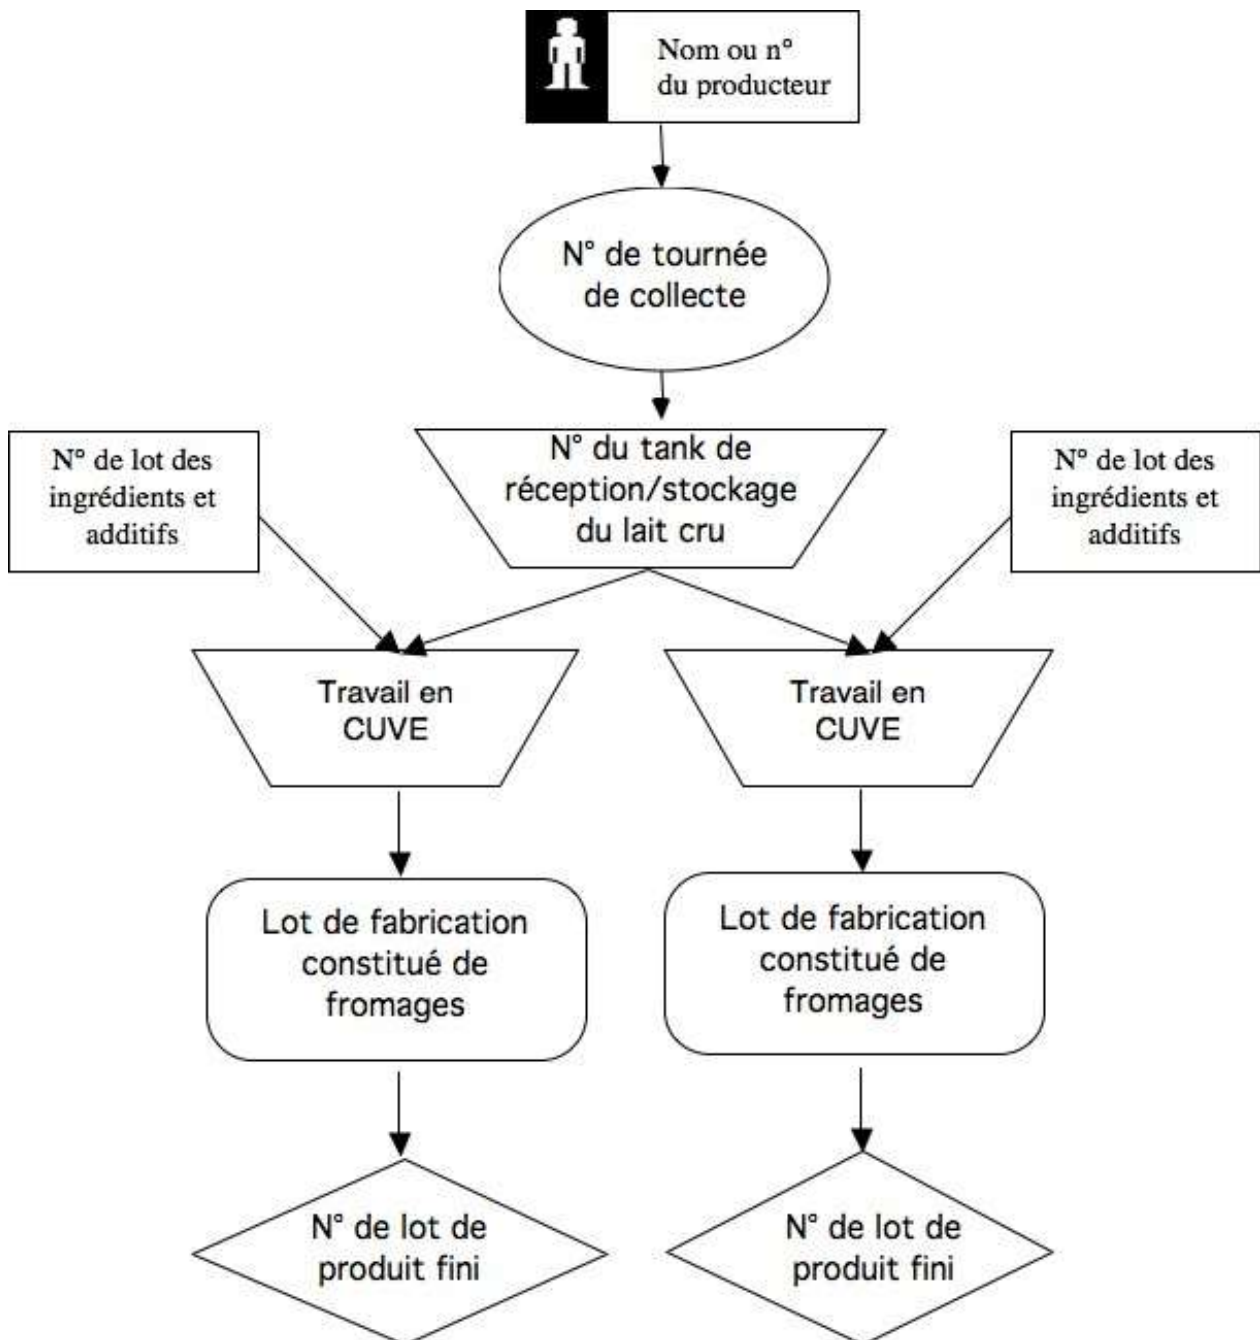 Nom ou n°
du producteur
N° de tournée
de collecte
N° de lot des
ingrédients et
additifs
N° du tank de
réception/stockage
du lait cru
N° de lot des
ingrédients et
additifs
Travail en
CUVE
Travail en
CUVE
Lot de fabrication
constitué de
fromages
Lot de fabrication
constitué de
fromages
N° de lot de
produit fini
N° de lot de
produit fini